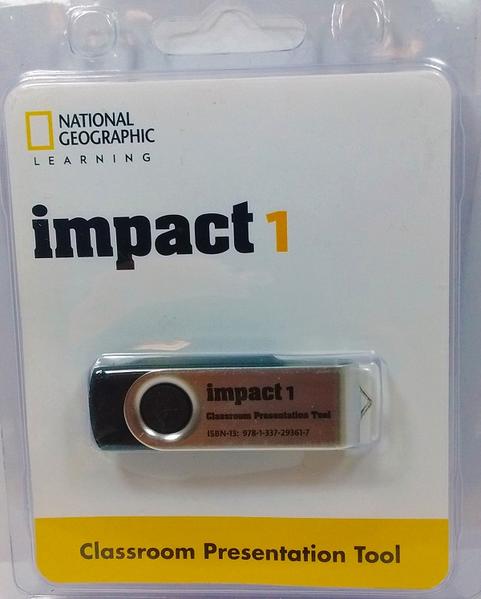 NATIONAL
GEOGRAPHIC
LEARNING
impact 1
impact 1
Classroom Presentation Tool
ISBN-13: 978-1-337-29361-7
Classroom Presentation Tool